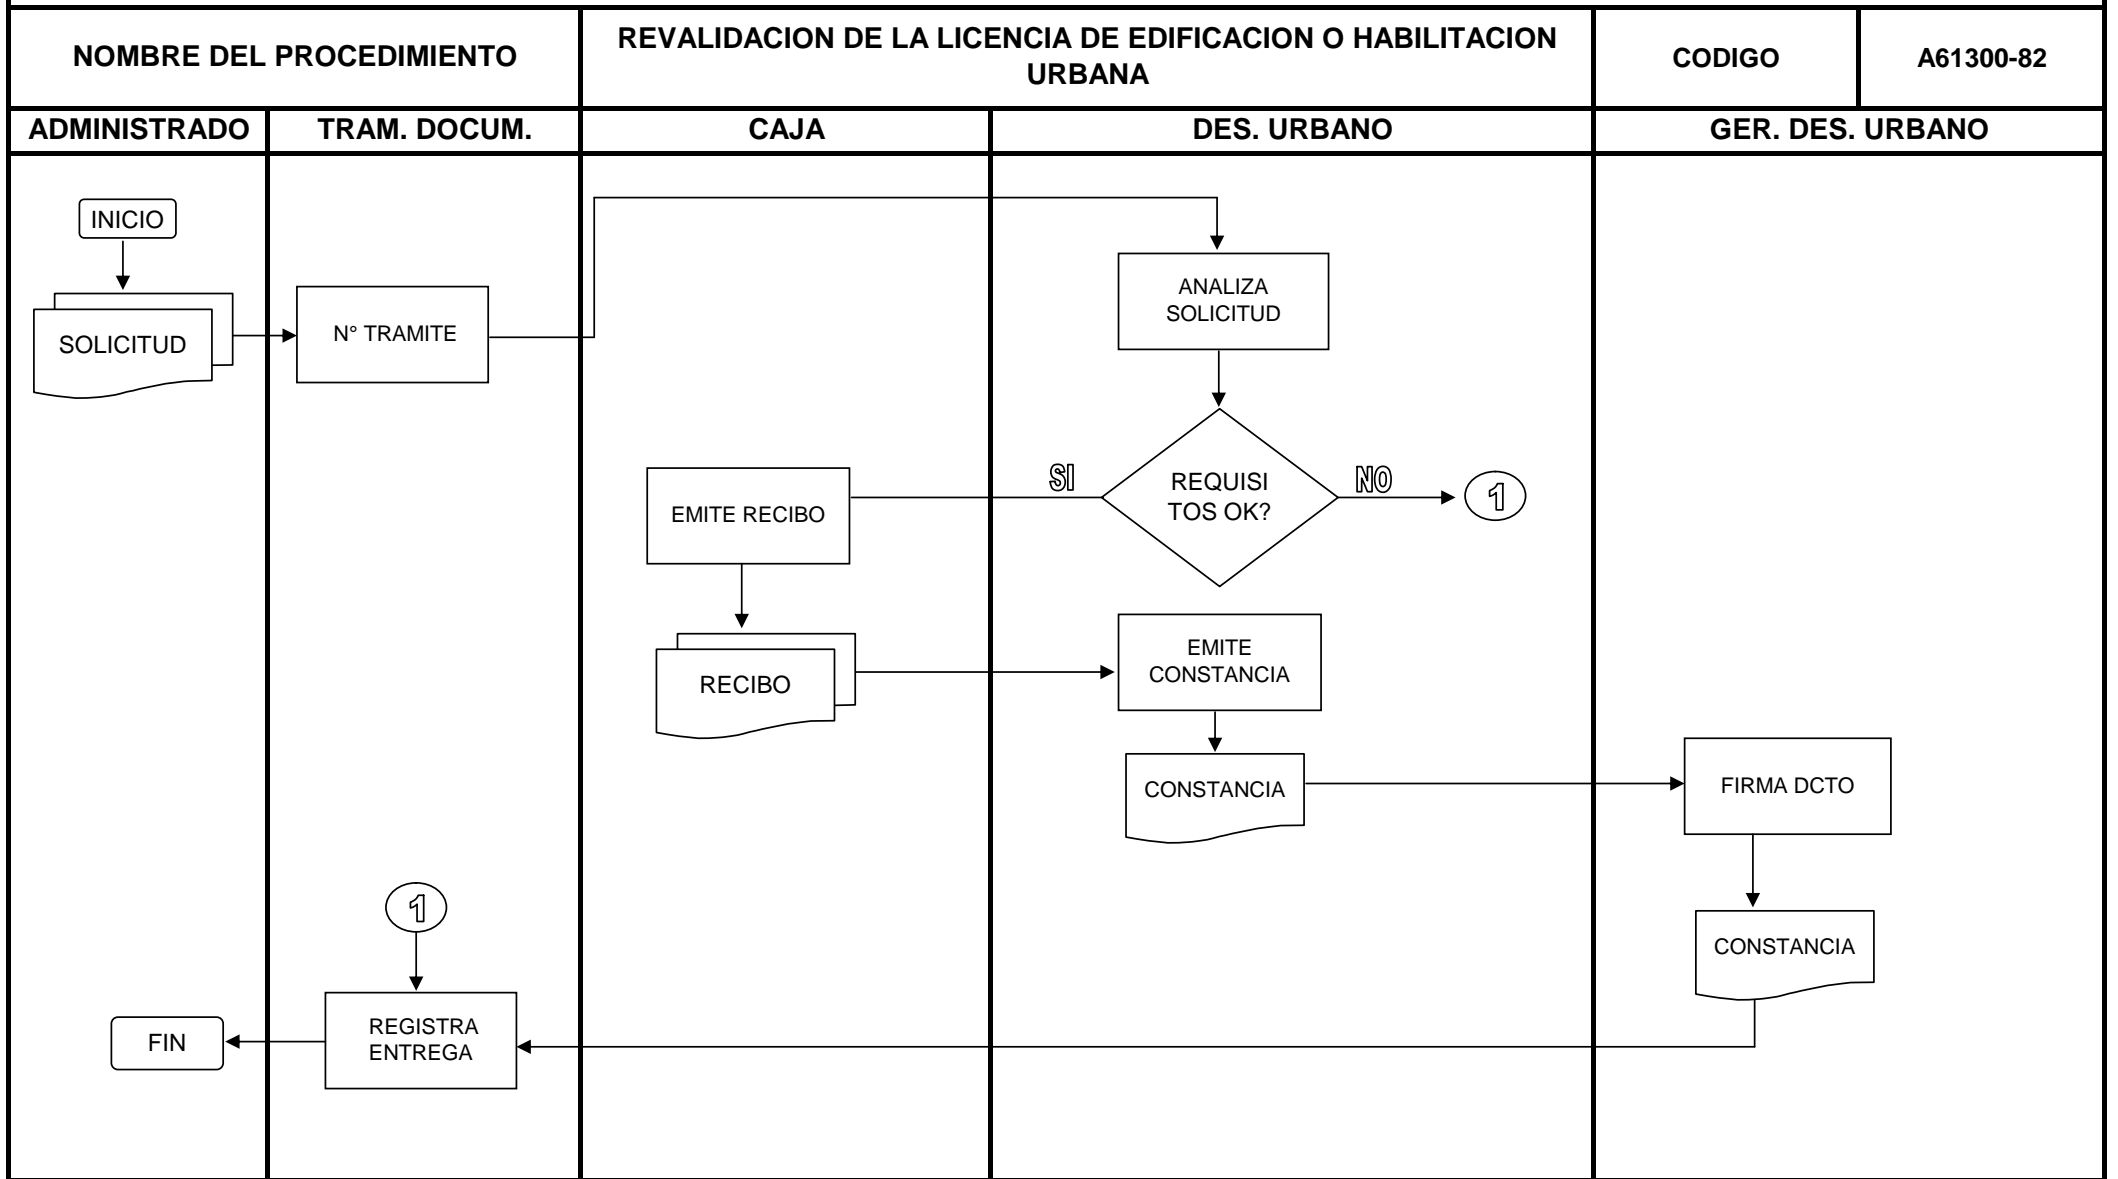 NOMBRE DEL PROCEDIMIENTO
REVALIDACION DE LA LICENCIA DE EDIFICACION O HABILITACION
URBANA
CODIGO
A61300-82
ADMINISTRADO
TRAM. DOCUM.
CAJA
DES. URBANO
GER. DES. URBANO
INICIO
SOLICITUD
N° TRAMITE
ANALIZA
SOLICITUD
REQUISI
TOS OK?
SI
NO
1
EMITE RECIBO
RECIBO
EMITE
CONSTANCIA
CONSTANCIA
FIRMA DCTO
CONSTANCIA
1
REGISTRA
ENTREGA
FIN